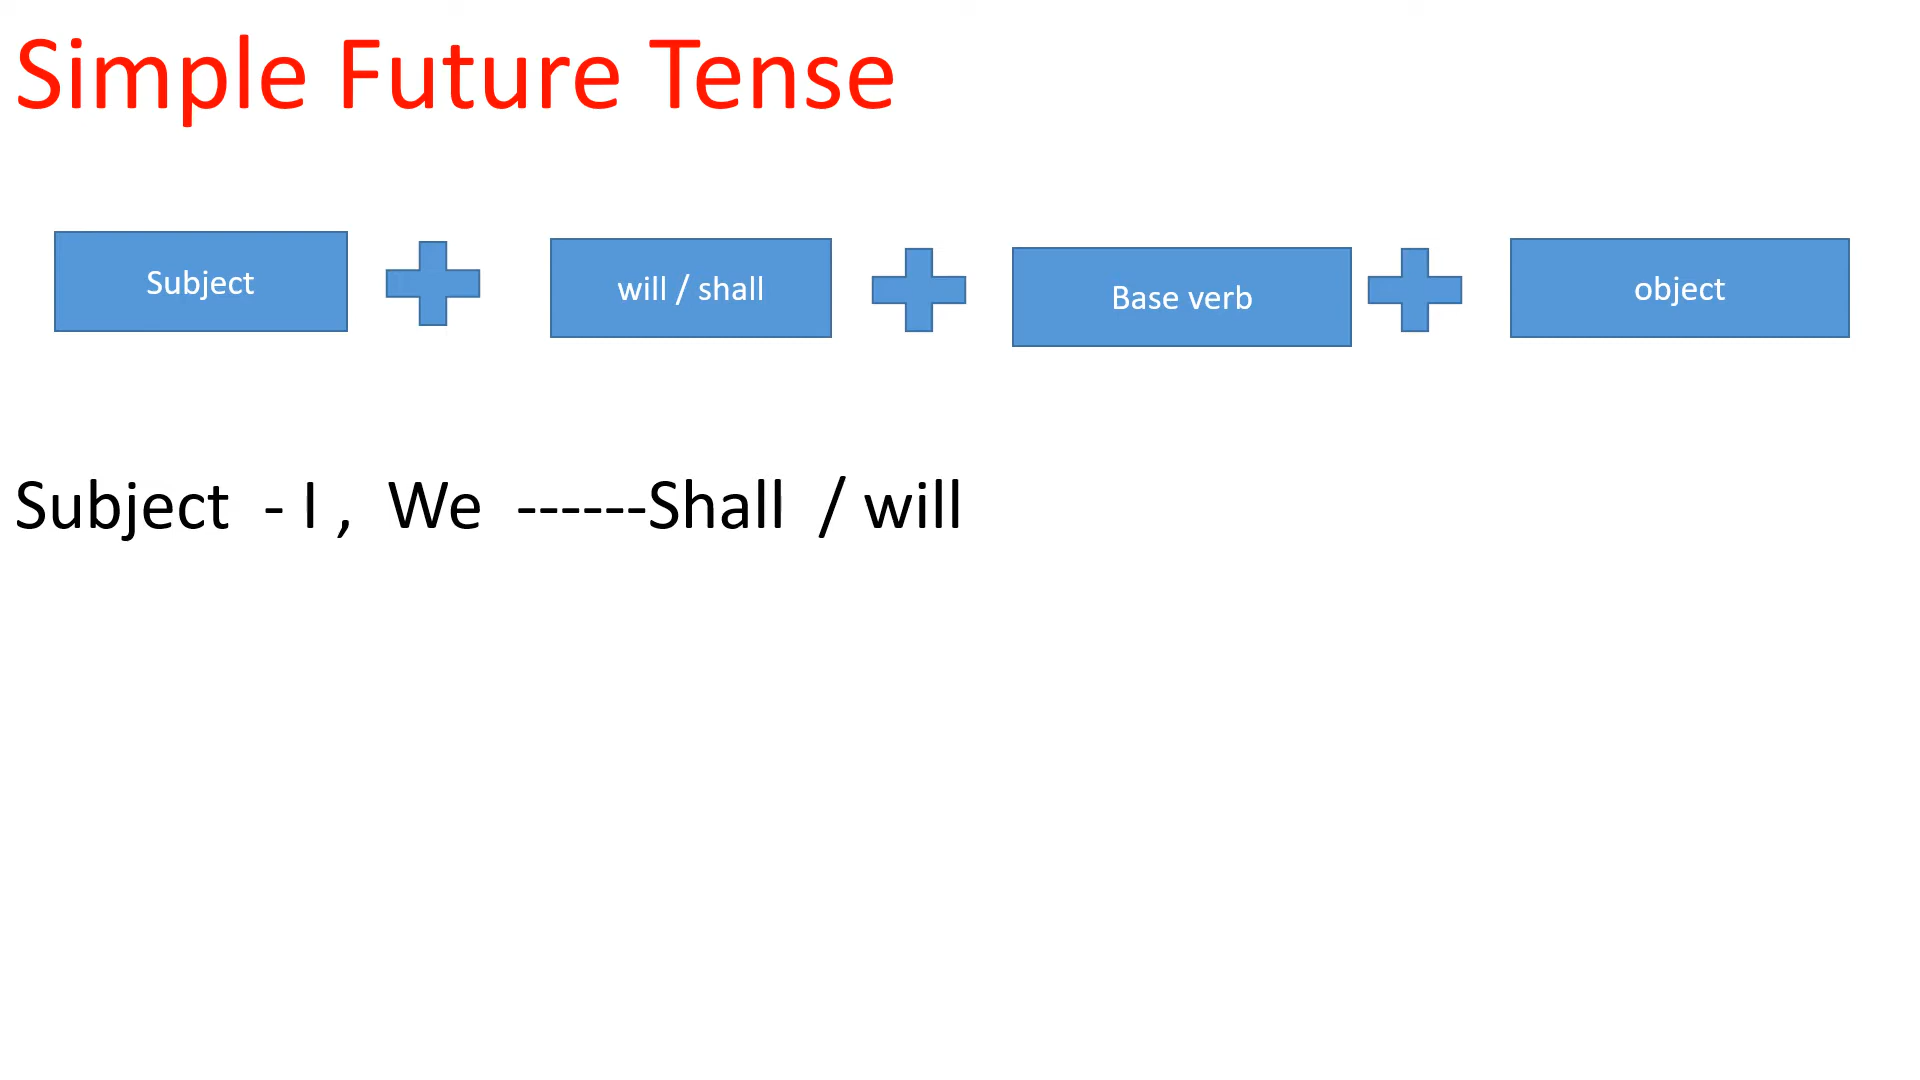 Simple Future Tense
Subject will / shall Base verb object
Subject - I , We ------Shall / will